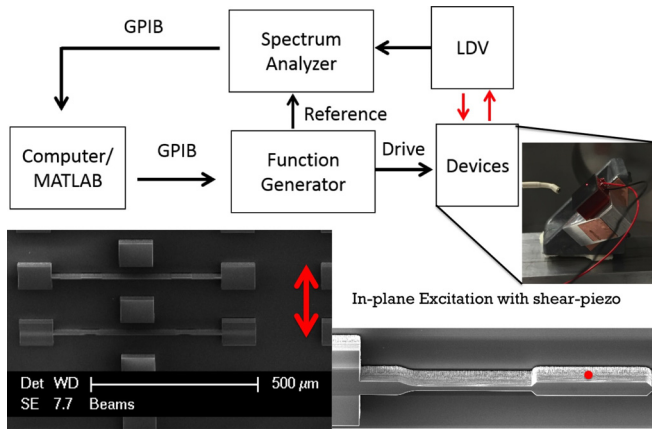 GPIB
Spectrum
Analyzer
LDV
Reference
Computer/
MATLAB
GPIB
Function
Generator
Drive
Devices
In-plane Excitation with shear-piezo
Det WD 500 µm
SE 7.7 Beams